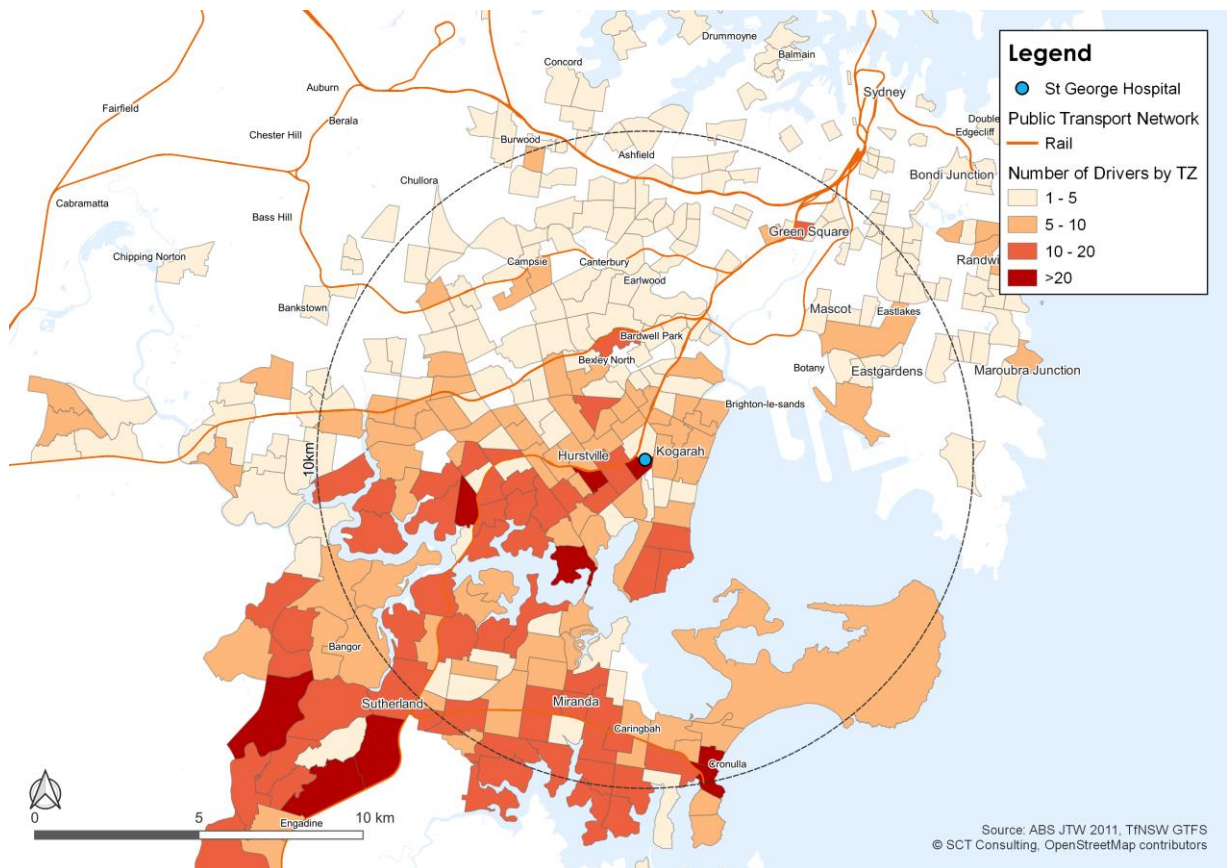 Drummoyne
Balmain
Concord
Auburn
Sydney
Fairfield
Berala
Double
Chester Hill
Burwood
Edgecliff
Ashfield
Bondi Junction
Chullora
Cabramatta
Bass Hill
Green Square
Chipping Norton
Campsie
Canterbury
Randwi
Earlwood
Bankstown
Mascot
Eastlakes
Bardwell Park
Bexley North
Botany
Eastgardens
Maroubra Junction
Brighton-le-sands
Hurstville
Kogarah
10km
Bangor
Sutherland
Miranda
Caringbah
Cronulla
Engadine
0
5
10 km
Legend
St George Hospital
Public Transport Network
Rail
Number of Drivers by TZ
1 - 5
5 - 10
10 - 20
>20
Source: ABS JTW 2011, TfNSW GTFS
© SCT Consulting, OpenStreetMap contributors